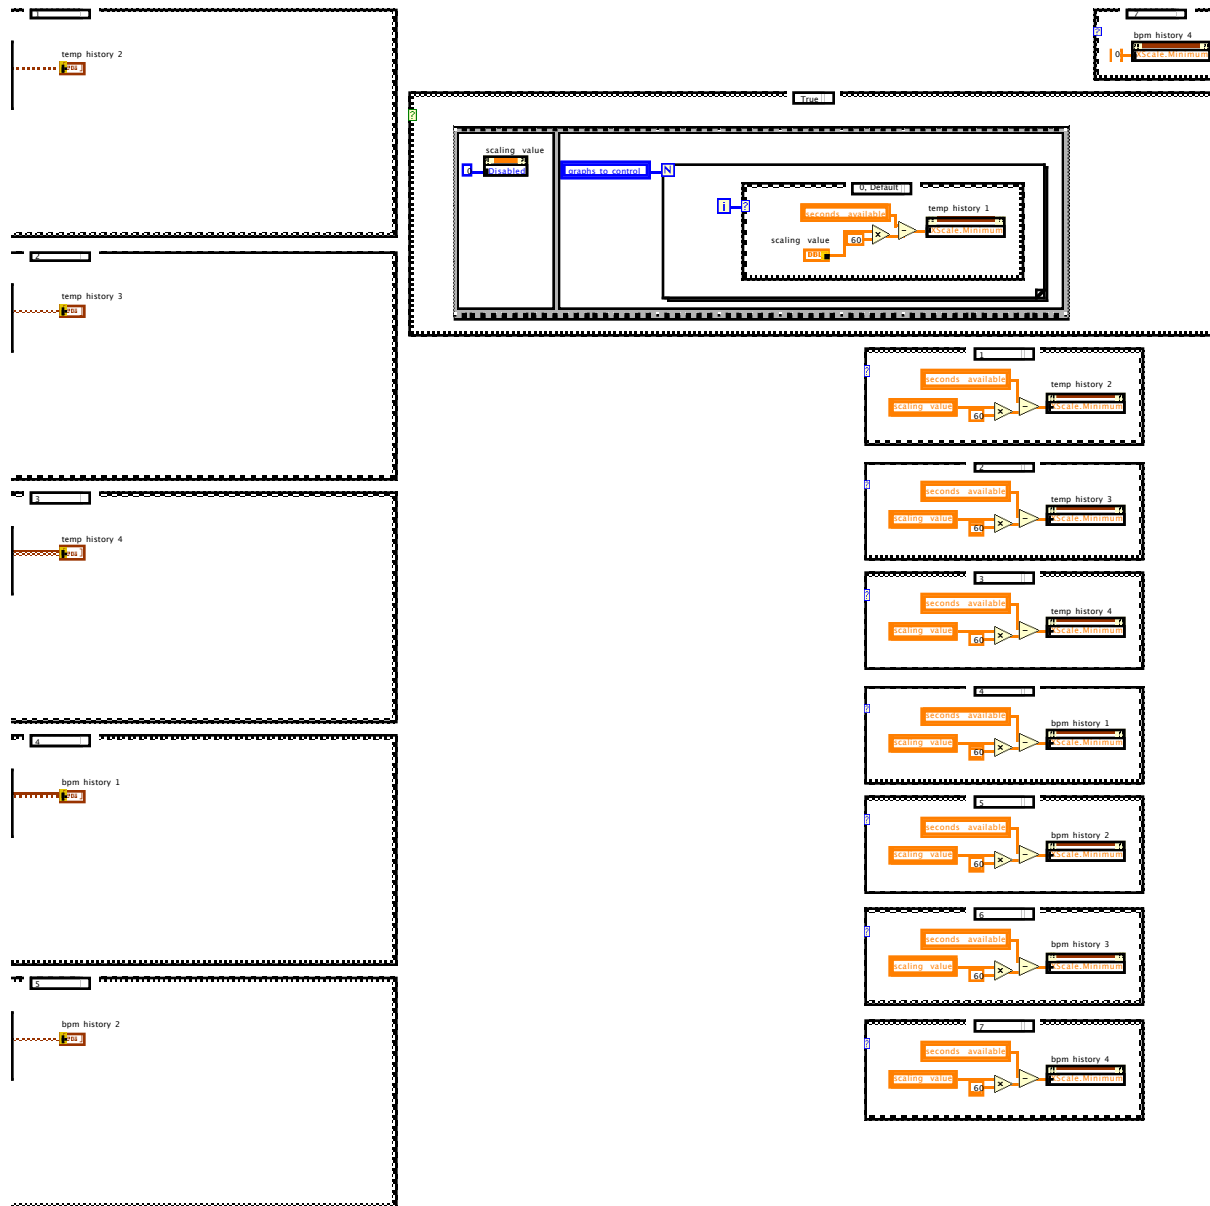 1
temp history 2
7
?
bpm history 4
0
XScale.Minimum
True
?
scaling value
0
Disabled
graphs to control
N
0, Default
i
?
seconds available
temp history 1
XScale.Minimum
scaling value
60
DBL
2
temp history 3
1
?
seconds available
temp history 2
scaling value
60
XScale.Minimum
2
?
seconds available
temp history 3
scaling value
60
XScale.Minimum
3
temp history 4
3
?
seconds available
temp history 4
scaling value
60
XScale.Minimum
4
?
seconds available
bpm history 1
scaling value
60
XScale.Minimum
4
bpm history 1
5
?
seconds available
bpm history 2
scaling value
60
XScale.Minimum
6
?
seconds available
bpm history 3
scaling value
60
XScale.Minimum
5
bpm history 2
7
?
seconds available
bpm history 4
scaling value
60
XScale.Minimum